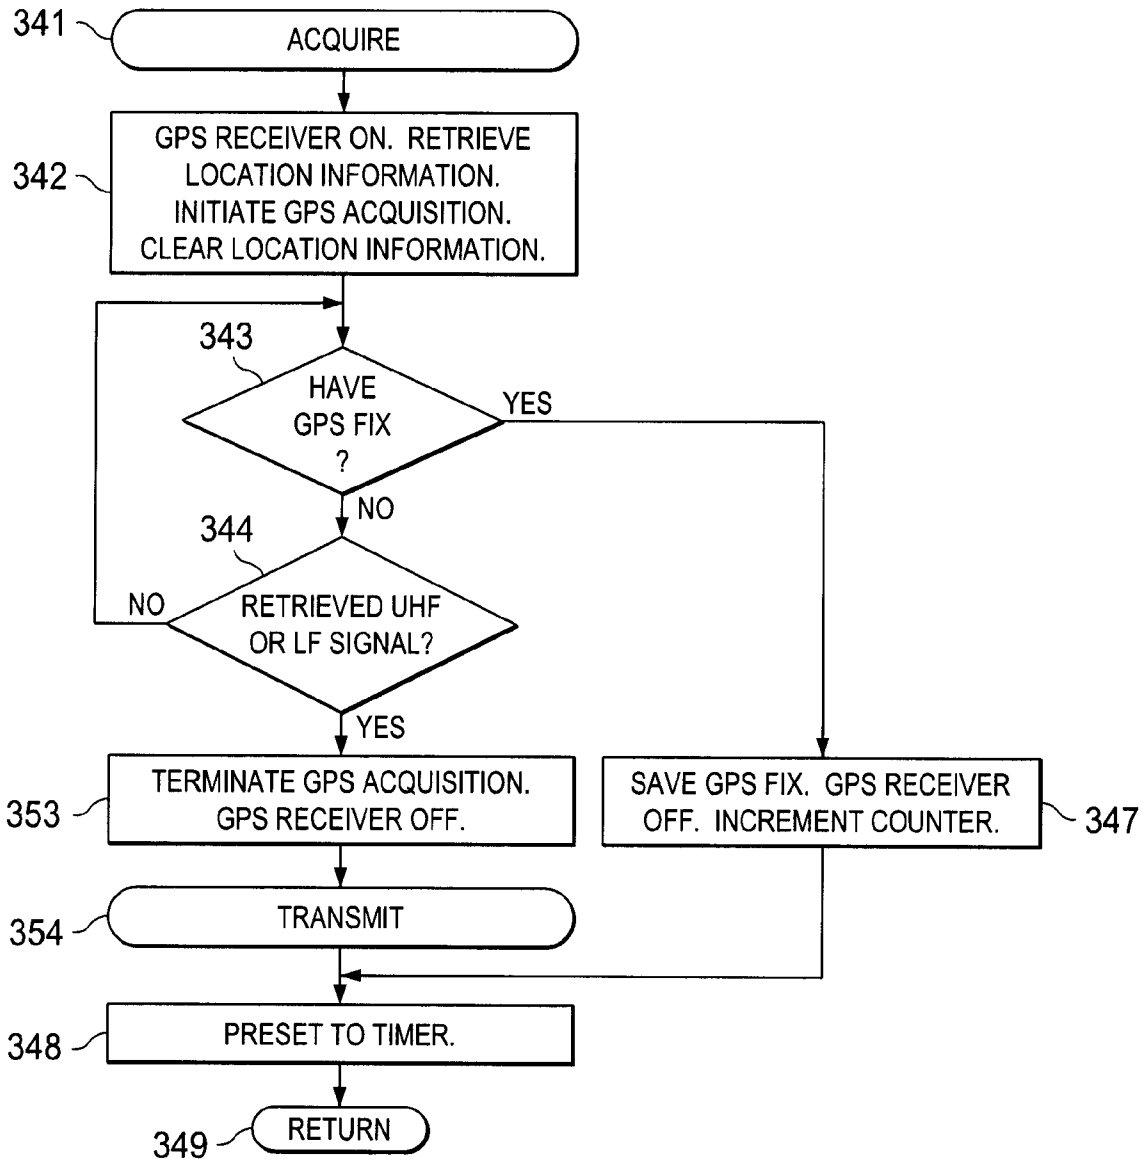 341
ACQUIRE
342
GPS RECEIVER ON. RETRIEVE
LOCATION INFORMATION.
INITIATE GPS ACQUISITION.
CLEAR LOCATION INFORMATION.
343
HAVE
GPS FIX
?
YES
NO
344
RETRIEVED UHF
OR LF SIGNAL?
NO
YES
353
TERMINATE GPS ACQUISITION.
GPS RECEIVER OFF.
SAVE GPS FIX. GPS RECEIVER
OFF. INCREMENT COUNTER.
347
354
TRANSMIT
348
PRESET TO TIMER.
349
RETURN